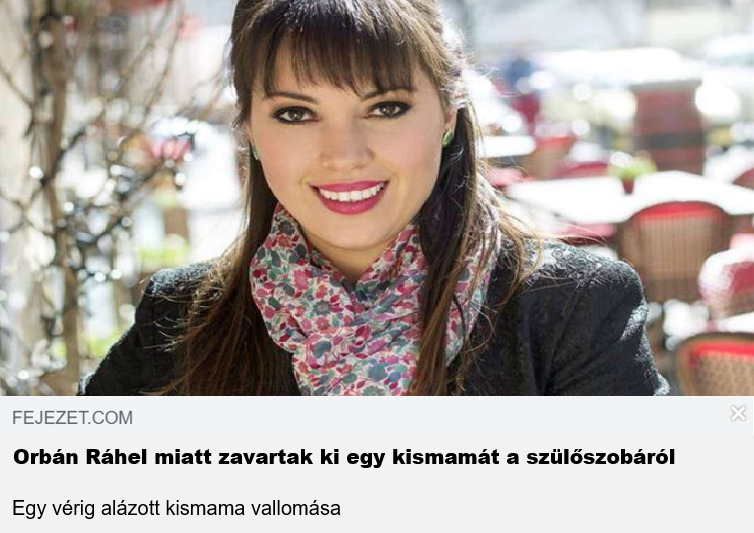 FEJEZET.COM
Orbán Ráhel miatt zavartak ki egy kismamát a szülőszobáról
Egy vérig alázott kismama vallomása